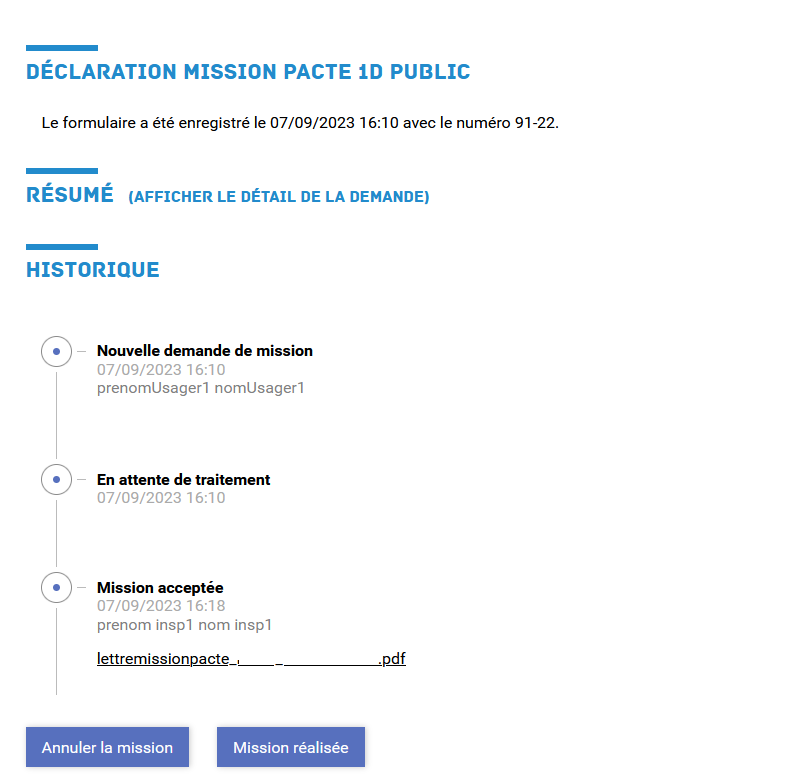 DÉCLARATION MISSION PACTE 1D PUBLIC
Le formulaire a été enregistré le 07/09/2023 16:10 avec le numéro 91-22.
RÉSUMÉ (AFFICHER LE DÉTAIL DE LA DEMANDE)
HISTORIQUE
Nouvelle demande de mission
07/09/2023 16:10
prenomUsager1 nomUsager1
En attente de traitement
07/09/2023 16:10
Mission acceptée
07/09/2023 16:18
prenom insp1 nom insp1
lettremissionpacte_ _ .pdf
Annuler la mission Mission réalisée